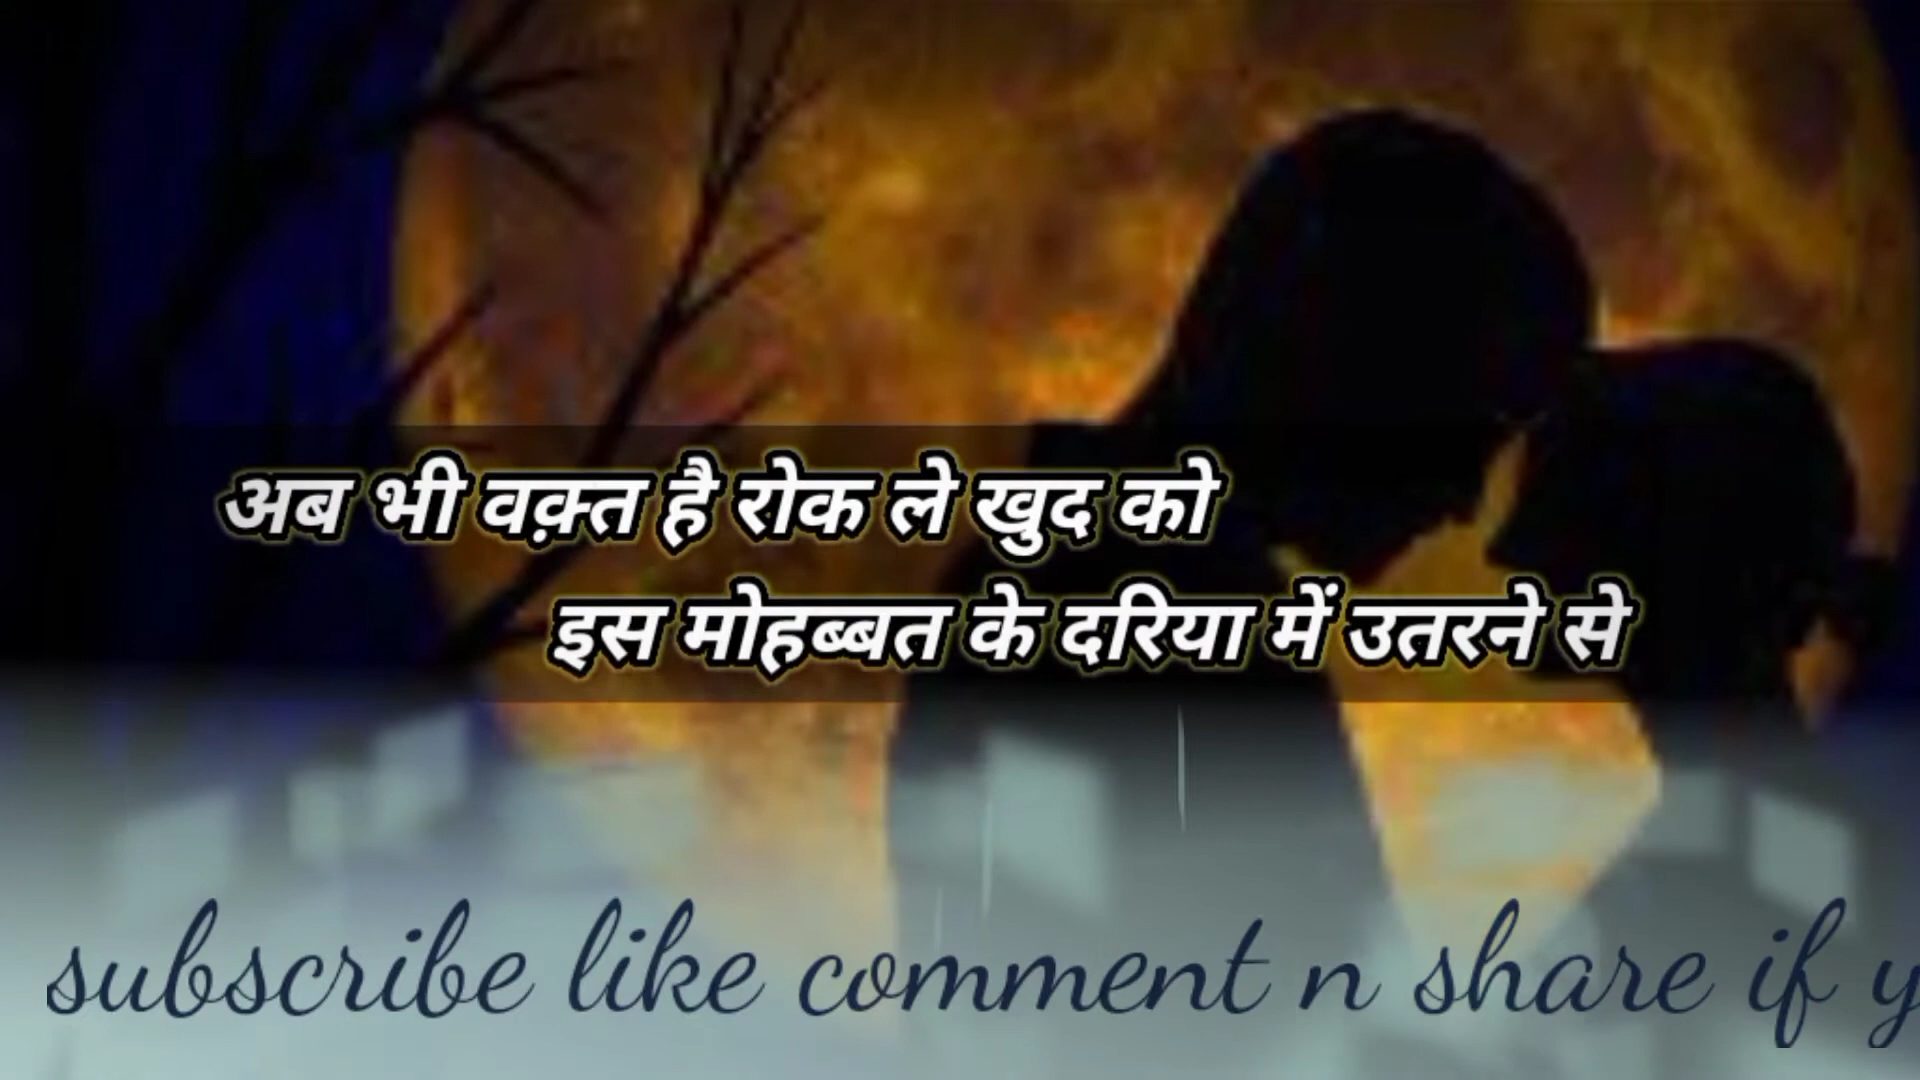 अब भी वक़्त है रोक ले खुद को
इस मोहब्बत के दरिया में उतरने से
subscribe like comment n share if y